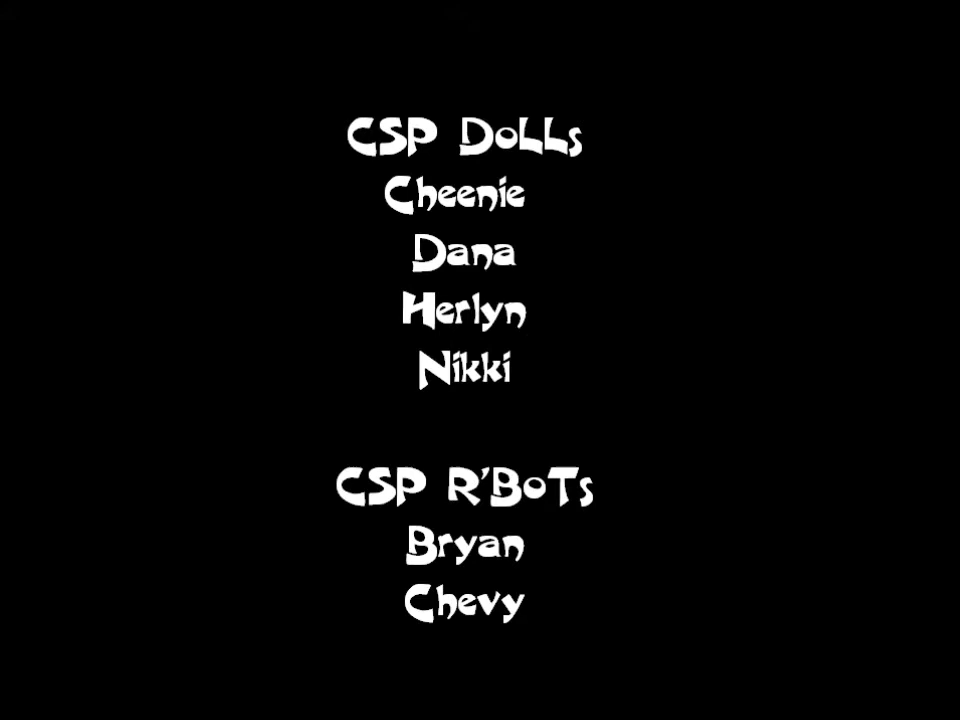 CSP DoLLs
Cheenie
Dana
Herlyn
Nikki
CSP R'BoTs
Bryan
Chevy